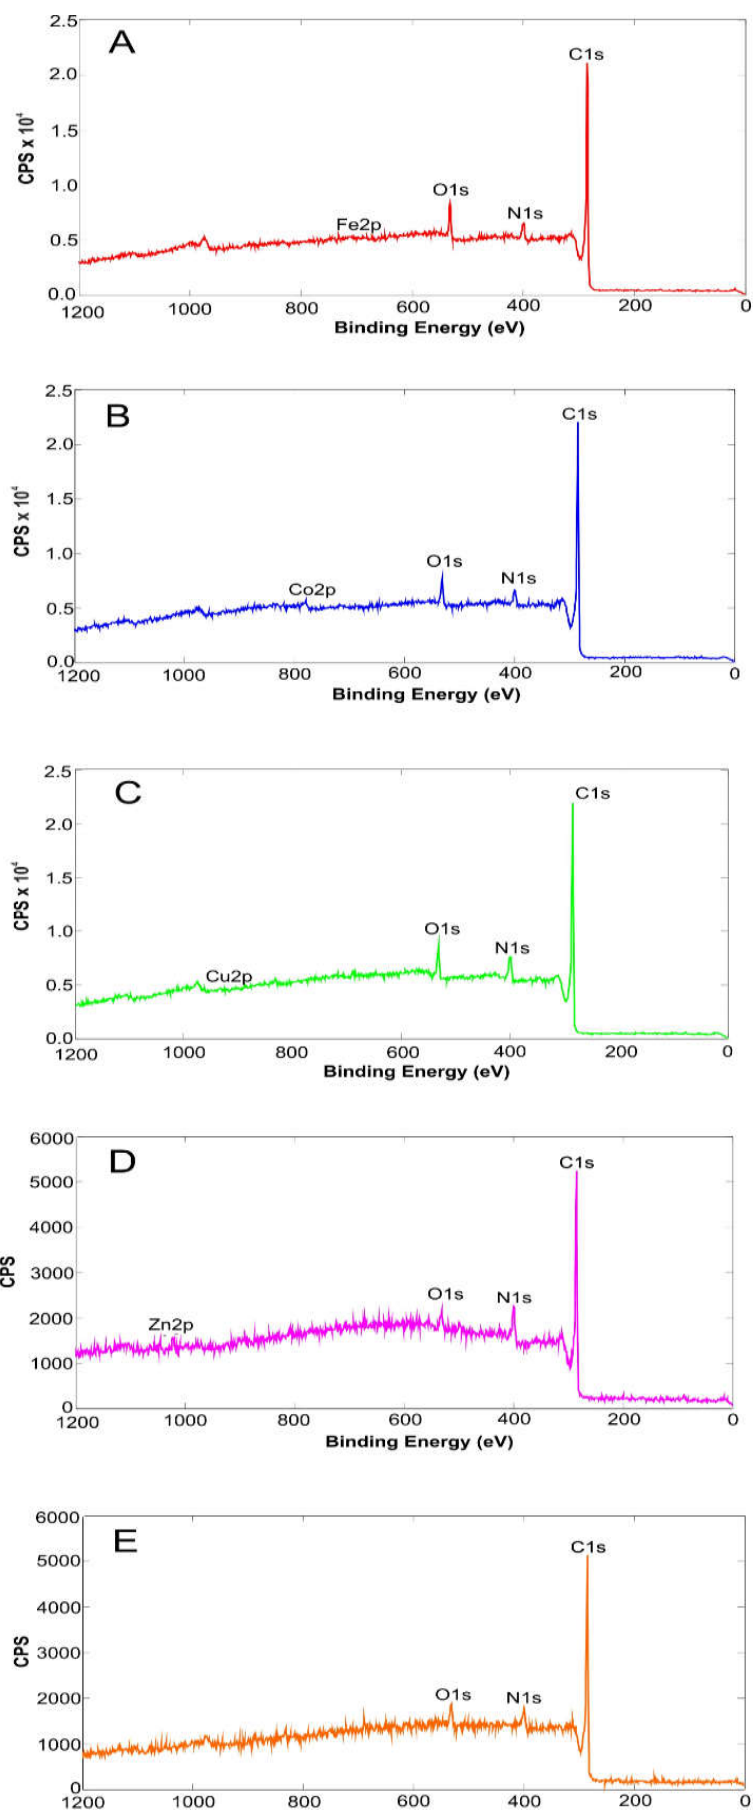 A
2.5
2.0
1.5
1.0
0.5
0.0
CPS x 10⁴
C1s
O1s
N1s
Fe2p
1200 1000 800 600 400 200 0
Binding Energy (eV)
B
2.5
2.0
1.5
1.0
0.5
0.0
CPS x 10⁴
C1s
O1s
N1s
Co2p
1200 1000 800 600 400 200 0
Binding Energy (eV)
C
2.5
2.0
1.5
1.0
0.5
0.0
CPS x 10⁴
C1s
O1s
N1s
Cu2p
1200 1000 800 600 400 200 0
Binding Energy (eV)
D
6000
5000
4000
3000
2000
1000
0
CPS
C1s
O1s
N1s
Zn2p
1200 1000 800 600 400 200 0
Binding Energy (eV)
E
6000
5000
4000
3000
2000
1000
0
CPS
C1s
O1s
N1s
1200 1000 800 600 400 200 0